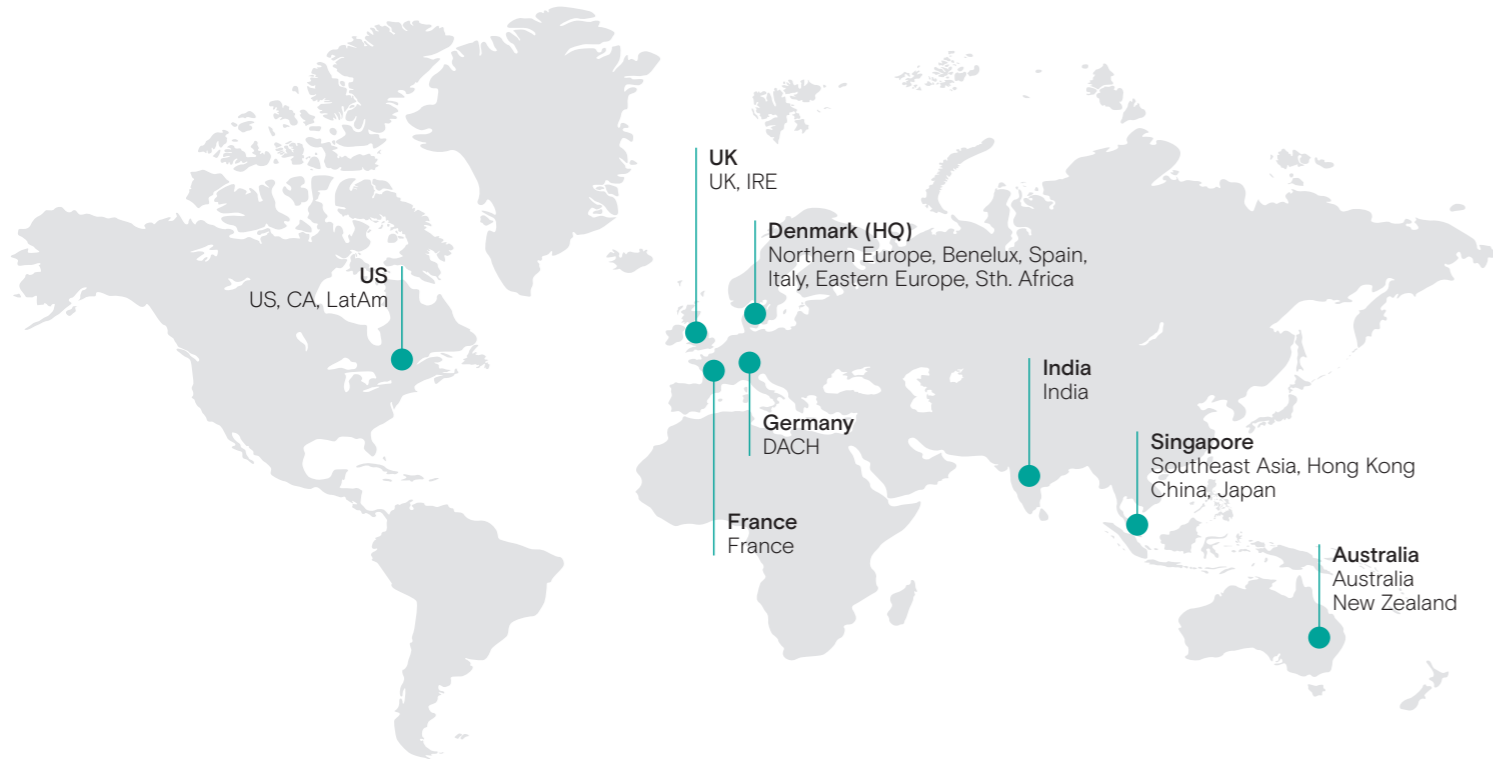 UK
UK, IRE
Denmark (HQ)
Northern Europe, Benelux, Spain,
Italy, Eastern Europe, Sth. Africa
US
US, CA, LatAm
India
India
Germany
DACH
Singapore
Southeast Asia, Hong Kong
China, Japan
France
France
Australia
Australia
New Zealand